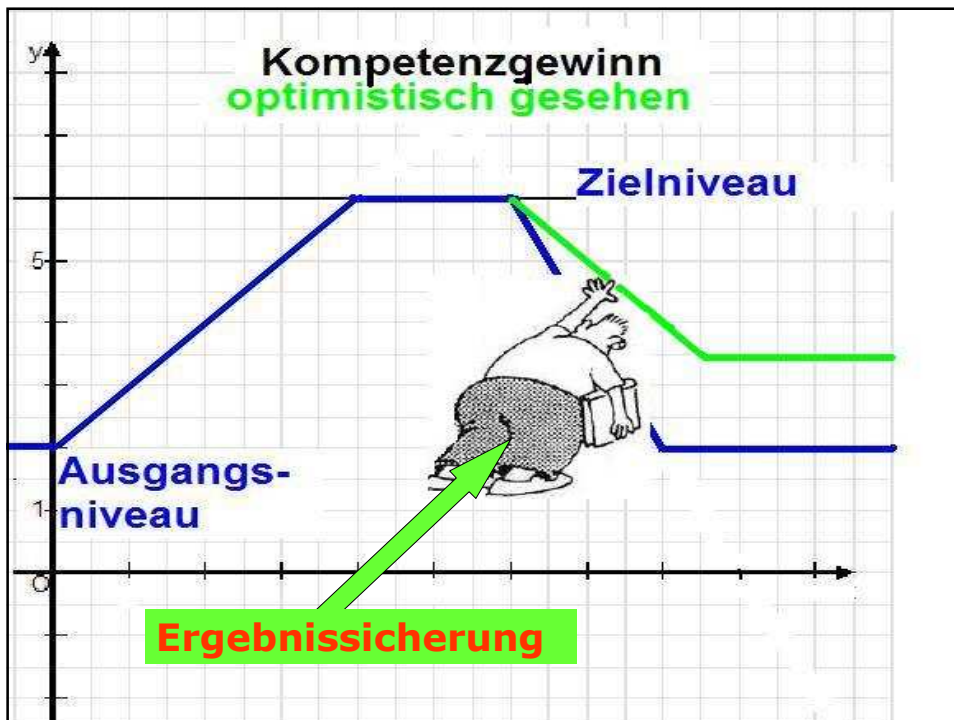 y
Kompetenzgewinn
optimistisch gesehen
Zielniveau
5
Ausgangs-
niveau
1
O
Ergebnissicherung